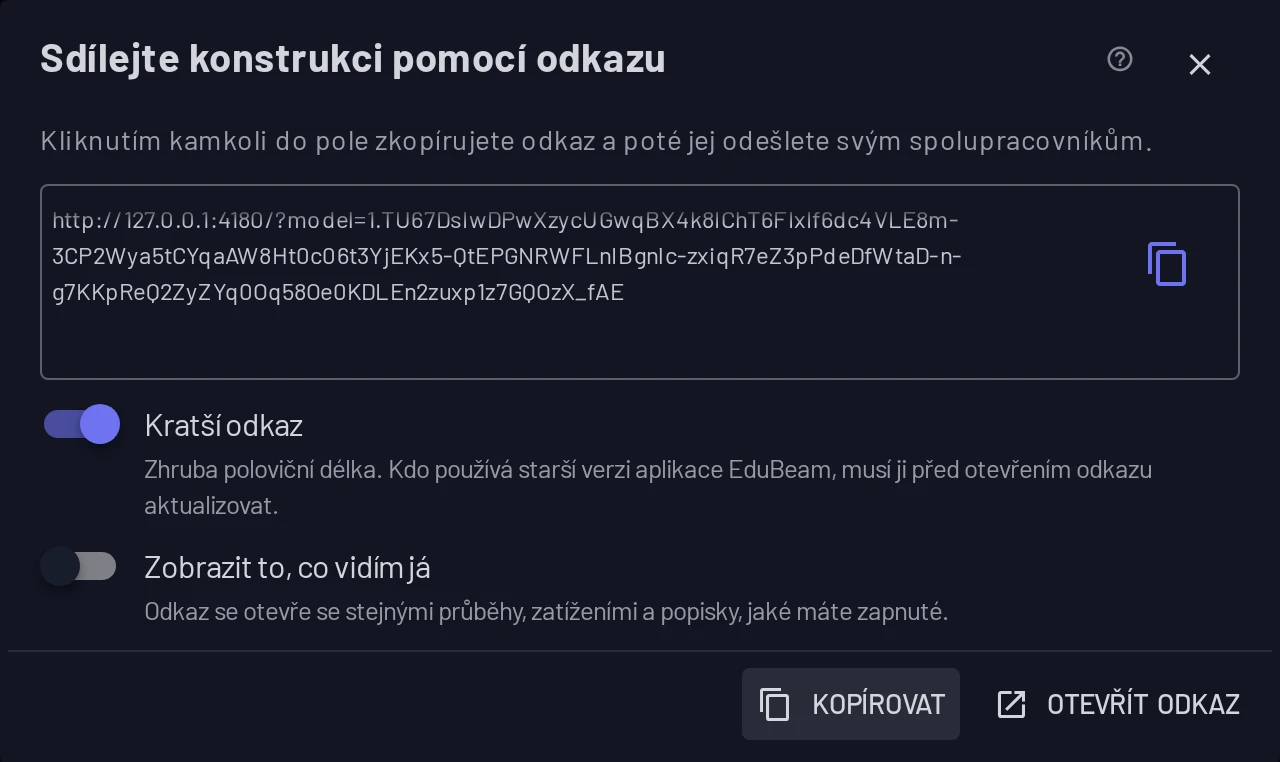 Sdílejte konstrukci pomocí odkazu
Kliknutím kamkoli do pole zkopírujete odkaz a poté jej odešlete svým spolupracovníkům.
http://127.0.0.1:4180/?model=1.TU67DsIwDPwXzycUGwqBX4k8IChT6FIxIf6dc4VLE8m-
3CP2Wya5tCYqaAW8Ht0c06t3YjEKx5-QtEPGNRWFLnIBgnIc-zxiqR7eZ3pPdeDfWtaD-n-
g7KKpReQ2ZyZYq0Oq58Oe0KDLEn2zuxp1z7GQOzX_fAE
Kratší odkaz
Zhruba poloviční délka. Kdo používá starší verzi aplikace EduBeam, musí ji před otevřením odkazu
aktualizovat.
Zobrazit to, co vidím já
Odkaz se otevře se stejnými průběhy, zatíženími a popisky, jaké máte zapnuté.
KOPÍROVAT
OTEVŘÍT ODKAZ